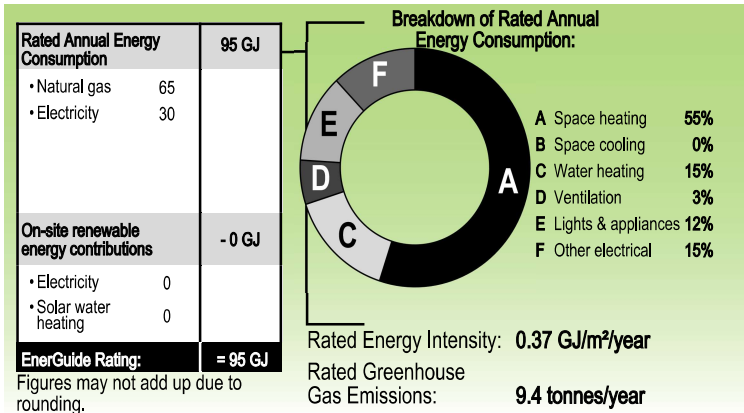 Rated Annual Energy Consumption 95 GJ
• Natural gas 65
• Electricity 30
On-site renewable energy contributions - 0 GJ
• Electricity 0
• Solar water heating 0
EnerGuide Rating: = 95 GJ
Figures may not add up due to
rounding.
Breakdown of Rated Annual
Energy Consumption:
A
B
C
D
E
F
A Space heating 55%
B Space cooling 0%
C Water heating 15%
D Ventilation 3%
E Lights & appliances 12%
F Other electrical 15%
Rated Energy Intensity: 0.37 GJ/m²/year
Rated Greenhouse
Gas Emissions: 9.4 tonnes/year